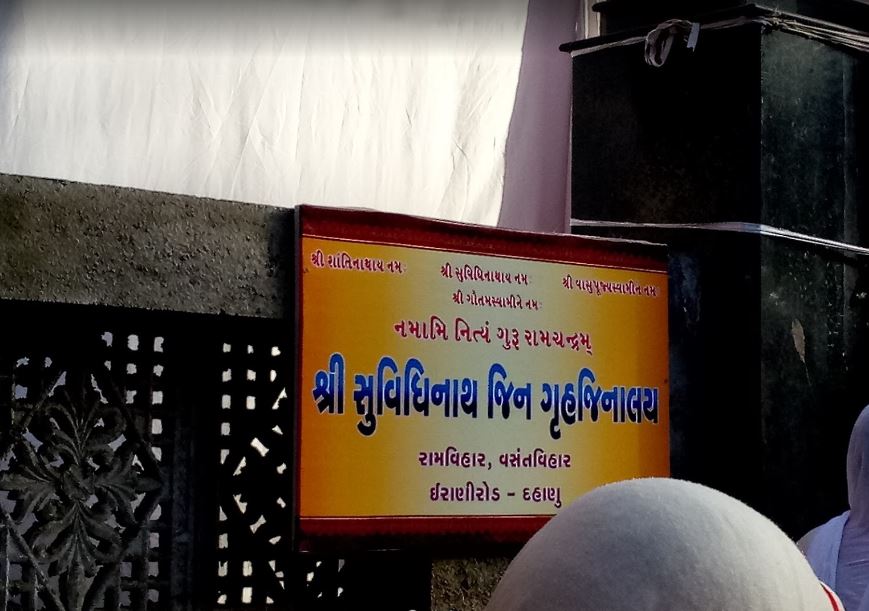 શ્રી શાંતિનાથાય નમઃ શ્રી સુવિધિનાથાય નમઃ શ્રી વાસુપૂજ્યસ્વામીને નમઃ
શ્રી ગૌતમસ્વામીને નમઃ
નમામિ નિત્યં ગુરૂ રામચન્દ્રમ્
શ્રી સુવિધિનાથ જિન ગૃહજિનાલય
રામવિહાર, વસંતવિહાર
ઈરાણીરોડ - દહાણુ